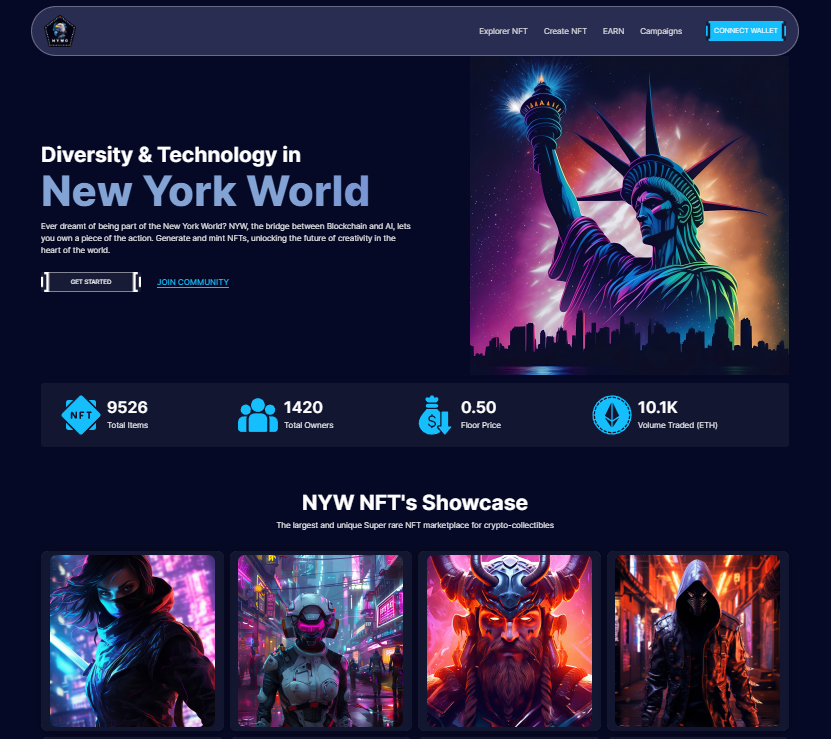 NYWO
Explorer NFT
Create NFT
EARN
Campaigns
CONNECT WALLET
Diversity & Technology in
New York World
Ever dreamt of being part of the New York World? NYW, the bridge between Blockchain and AI, lets
you own a piece of the action. Generate and mint NFTs, unlocking the future of creativity in the
heart of the world.
GET STARTED
JOIN COMMUNITY
NFT
9526
Total Items
1420
Total Owners
$
0.50
Floor Price
10.1K
Volume Traded (ETH)
NYW NFT's Showcase
The largest and unique Super rare NFT marketplace for crypto-collectibles